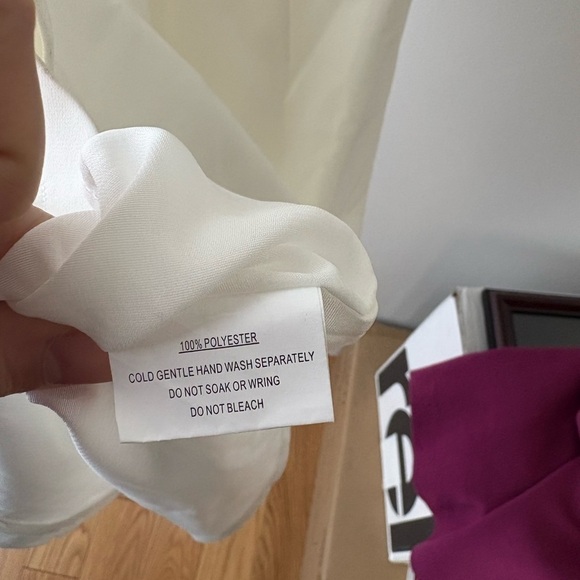 100% POLYESTER
COLD GENTLE HAND WASH SEPARATELY
DO NOT SOAK OR WRING
DO NOT BLEACH